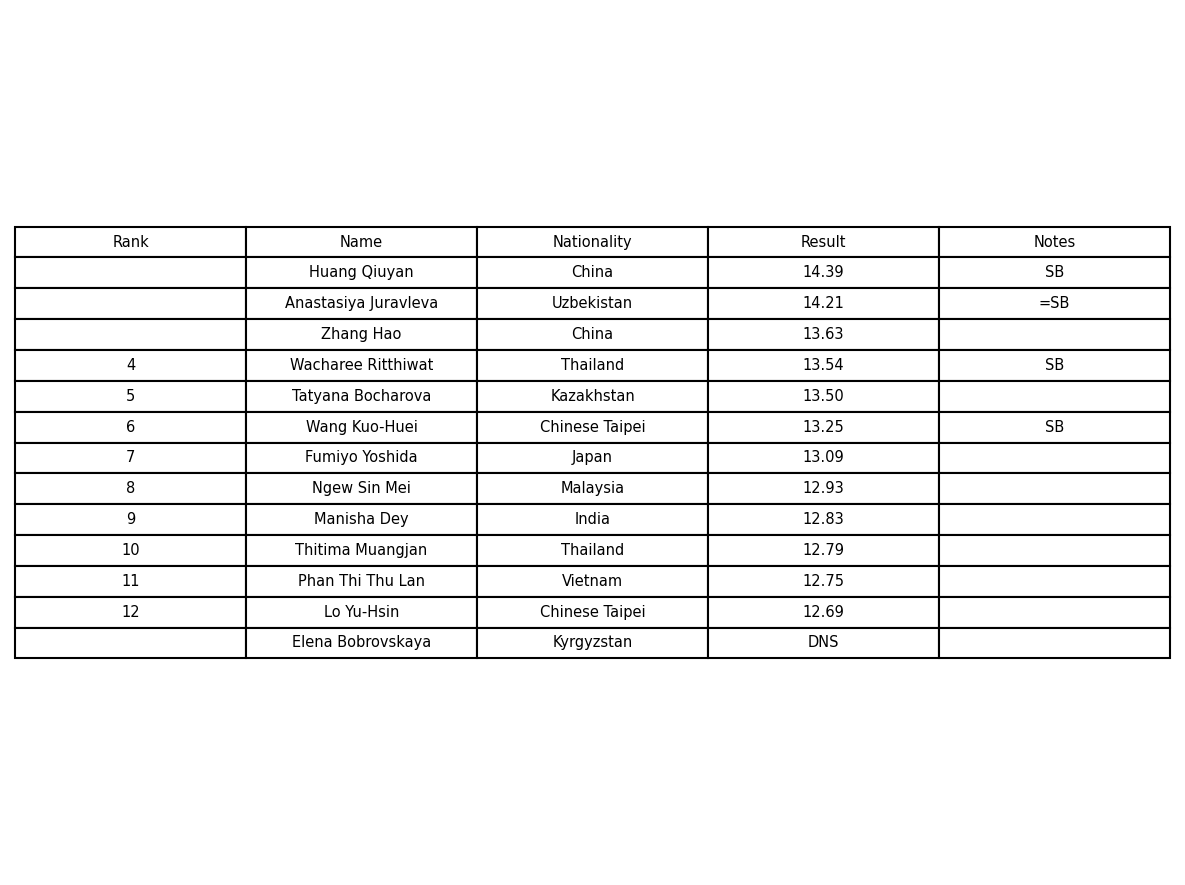 Rank Name Nationality Result Notes
Huang Qiuyan China 14.39 SB
Anastasiya Juravleva Uzbekistan 14.21 =SB
Zhang Hao China 13.63
4 Wacharee Ritthiwat Thailand 13.54 SB
5 Tatyana Bocharova Kazakhstan 13.50
6 Wang Kuo-Huei Chinese Taipei 13.25 SB
7 Fumiyo Yoshida Japan 13.09
8 Ngew Sin Mei Malaysia 12.93
9 Manisha Dey India 12.83
10 Thitima Muangjan Thailand 12.79
11 Phan Thi Thu Lan Vietnam 12.75
12 Lo Yu-Hsin Chinese Taipei 12.69
Elena Bobrovskaya Kyrgyzstan DNS